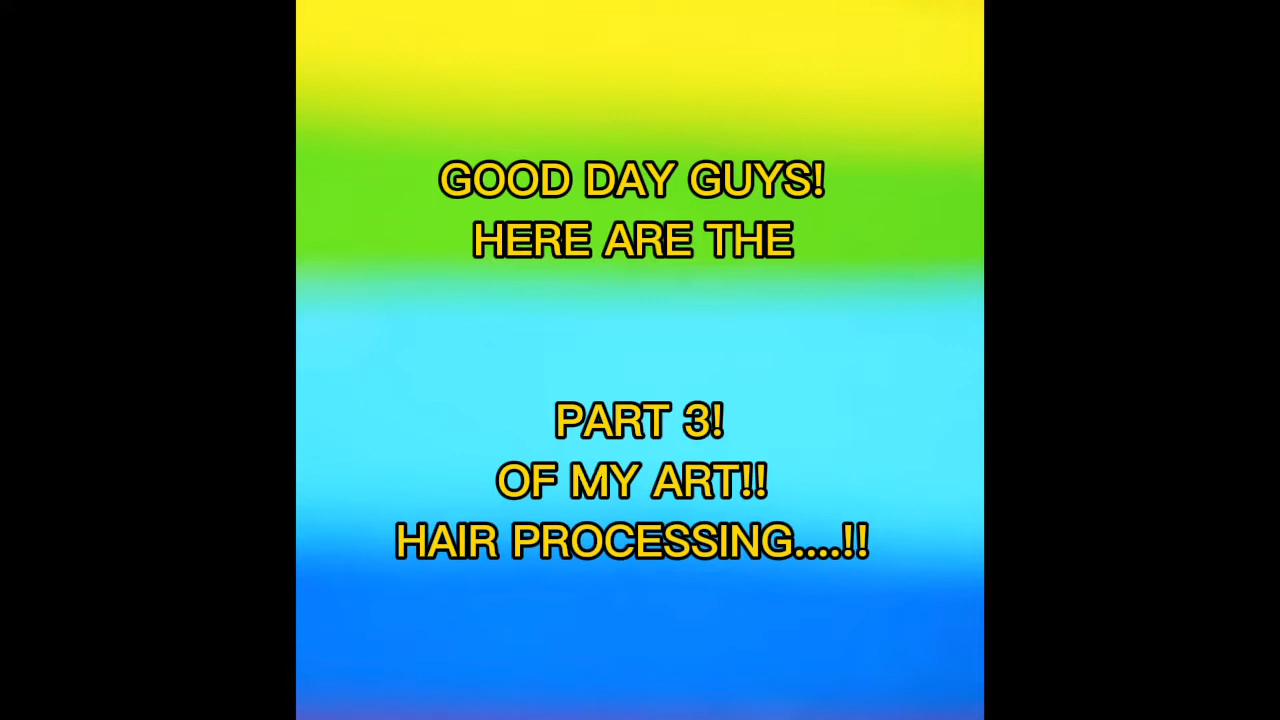 GOOD DAY GUYS!
HERE ARE THE
PART 3!
OF MY ART!!
HAIR PROCESSING....!!